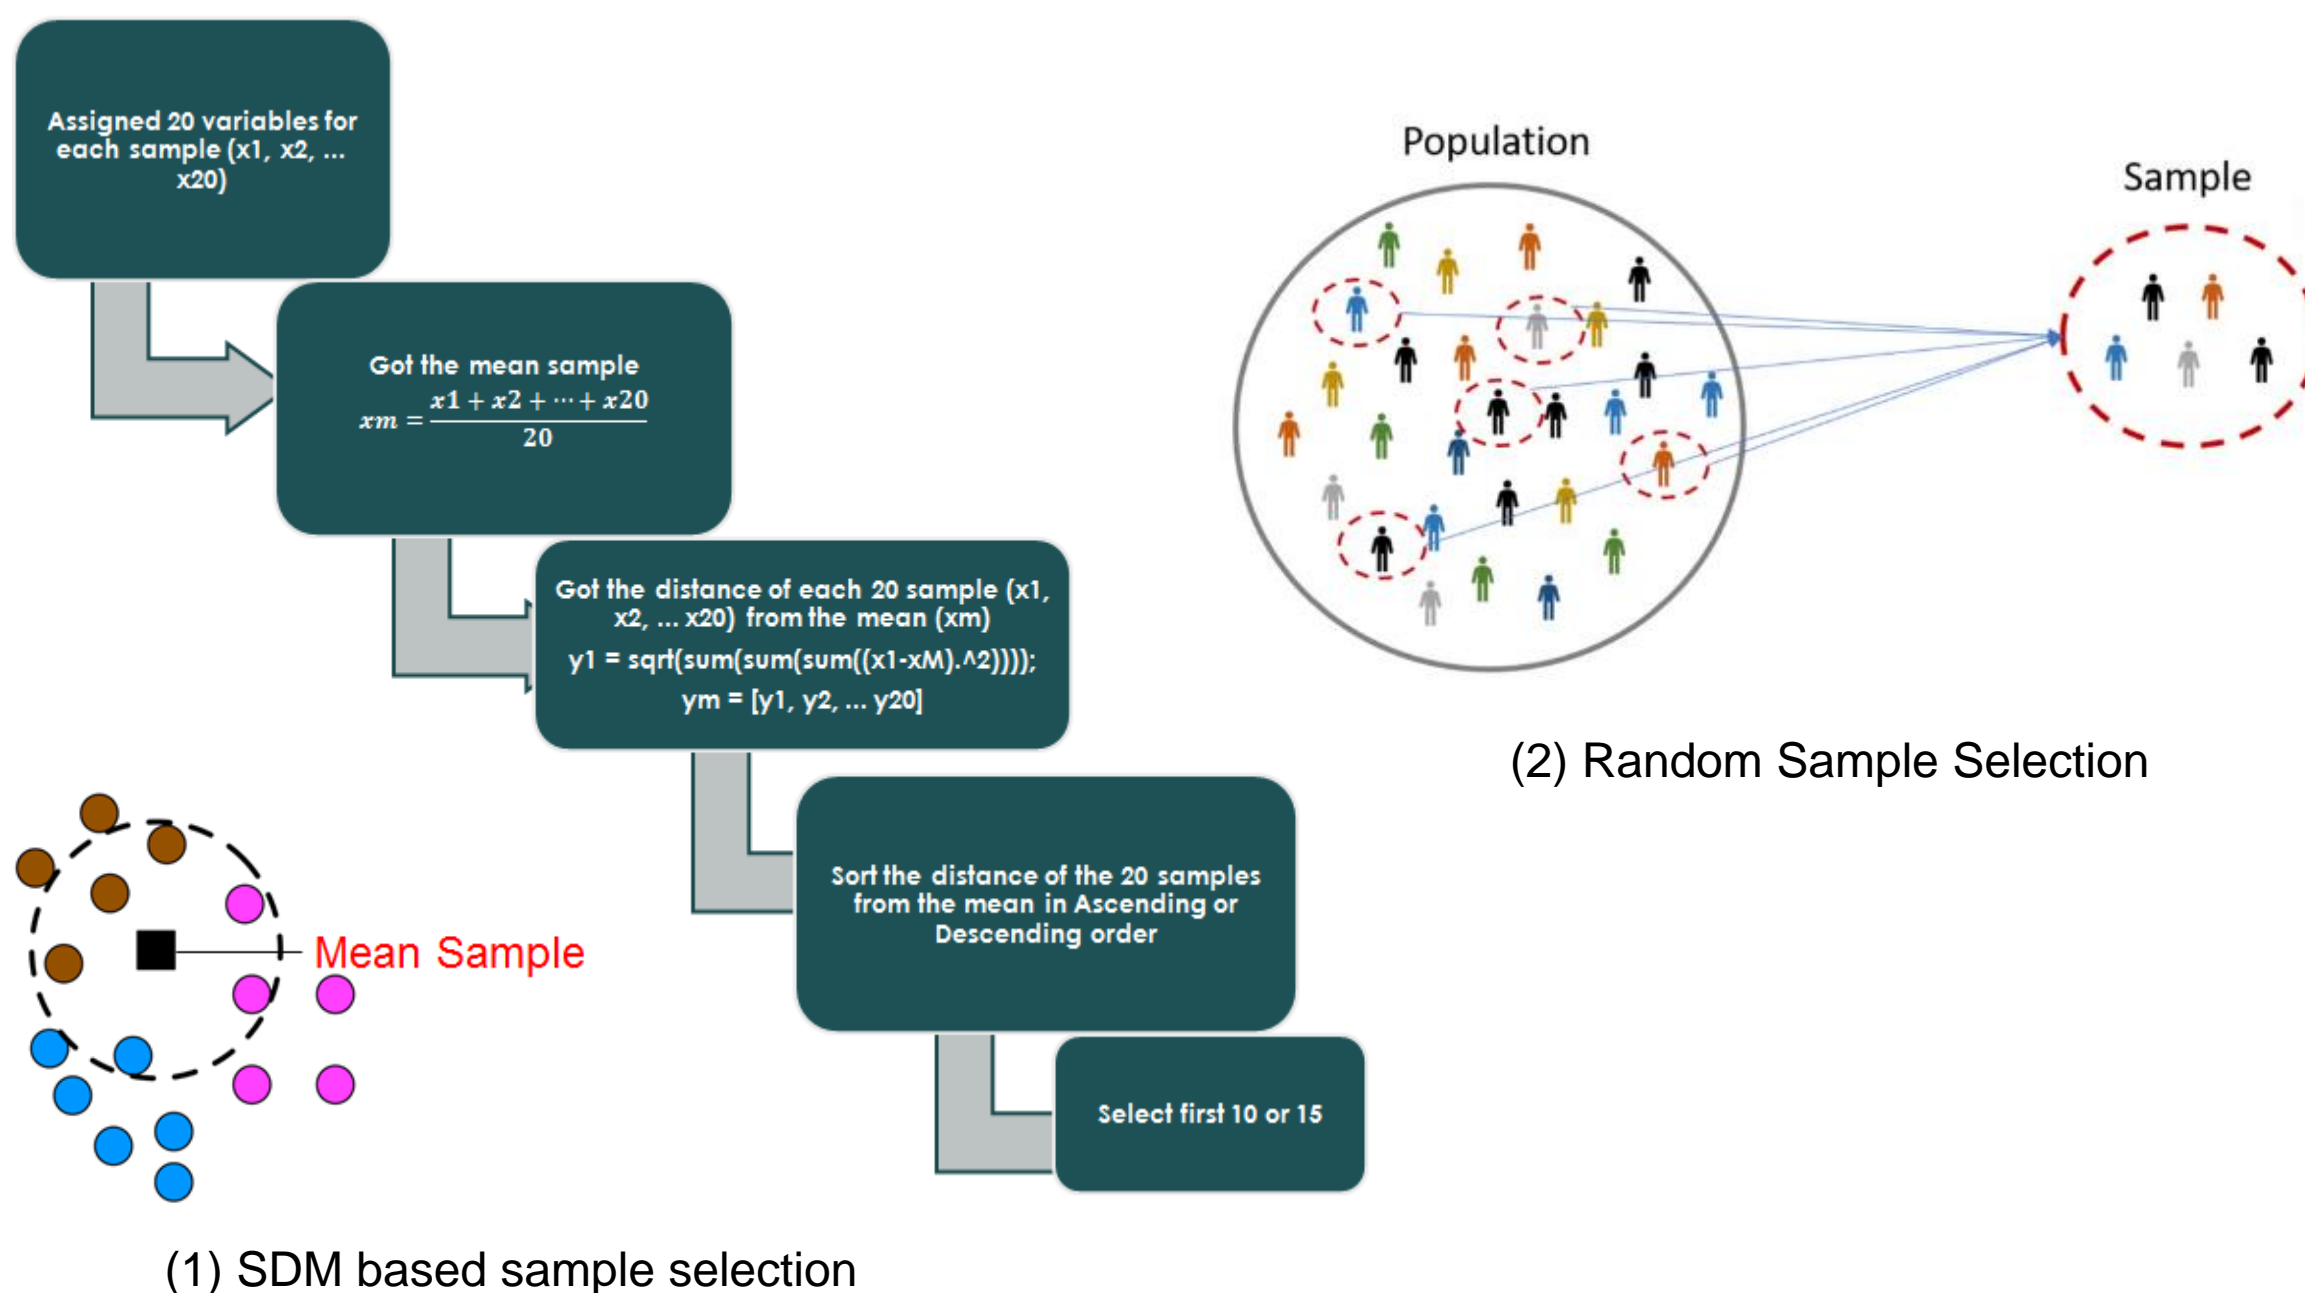 Assigned 20 variables for
each sample (x1, x2, ...
x20)
Got the mean sample
xm = x1 + x2 + ⋯ + x20 / 20
Got the distance of each 20 sample (x1,
x2, ... x20) from the mean (xm)
y1 = sqrt(sum(sum(sum((x1-xM).^2))));
ym = [y1, y2, ... y20]
Sort the distance of the 20 samples
from the mean in Ascending or
Descending order
Select first 10 or 15
Mean Sample
(1) SDM based sample selection
Population
Sample
(2) Random Sample Selection